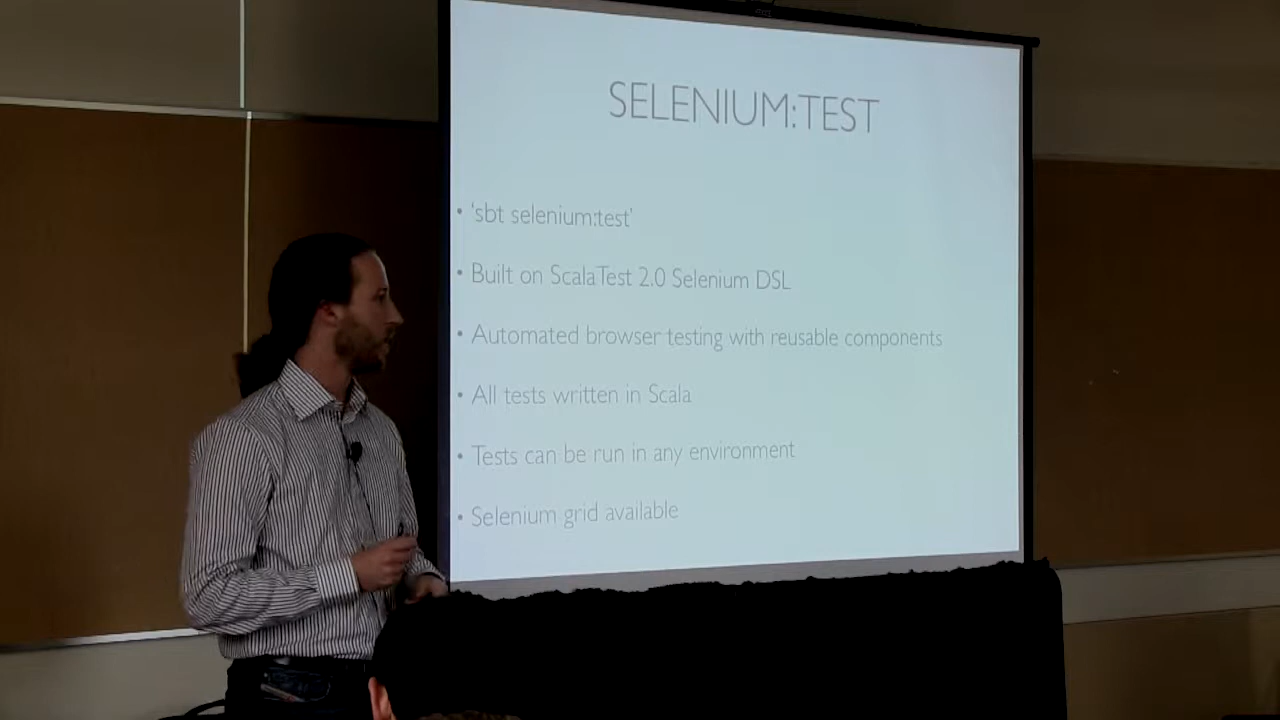 SELENIUM:TEST
• 'sbt selenium:test'
• Built on ScalaTest 2.0 Selenium DSL
• Automated browser testing with reusable components
• All tests written in Scala
• Tests can be run in any environment
• Selenium grid available